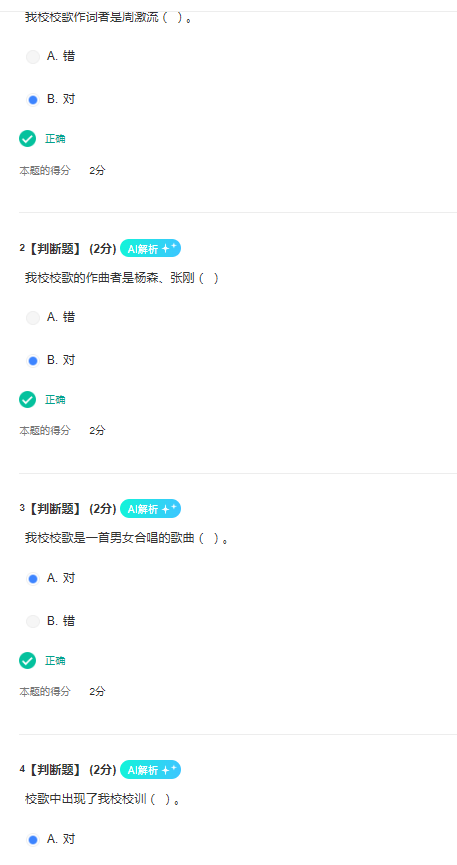 我校校歌作词者是周激流（ ）。
A. 错
B. 对
正确
本题的得分 2分
2【判断题】 (2分) AI解析
我校校歌的作曲者是杨森、张刚（ ）
A. 错
B. 对
正确
本题的得分 2分
3【判断题】 (2分) AI解析
我校校歌是一首男女合唱的歌曲（ ）。
A. 对
B. 错
正确
本题的得分 2分
4【判断题】 (2分) AI解析
校歌中出现了我校校训（ ）。
A. 对